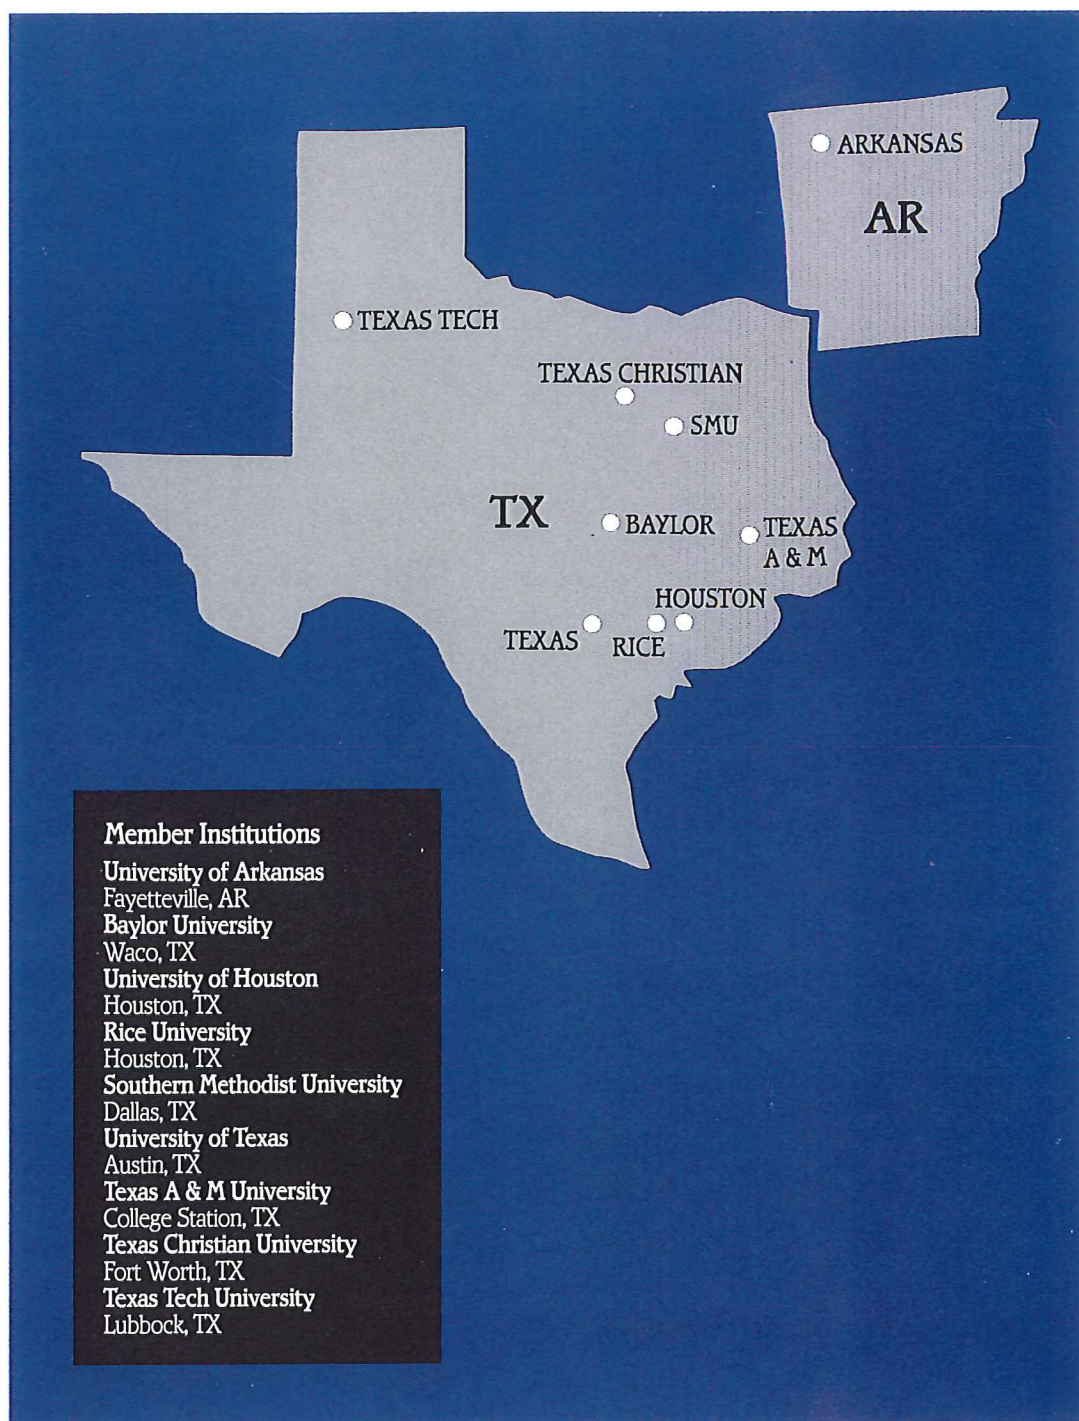 ARKANSAS
AR
TEXAS TECH
TEXAS CHRISTIAN
SMU
TX
BAYLOR
TEXAS
A & M
HOUSTON
TEXAS
RICE
Member Institutions
University of Arkansas
Fayetteville, AR
Baylor University
Waco, TX
University of Houston
Houston, TX
Rice University
Houston, TX
Southern Methodist University
Dallas, TX
University of Texas
Austin, TX
Texas A & M University
College Station, TX
Texas Christian University
Fort Worth, TX
Texas Tech University
Lubbock, TX